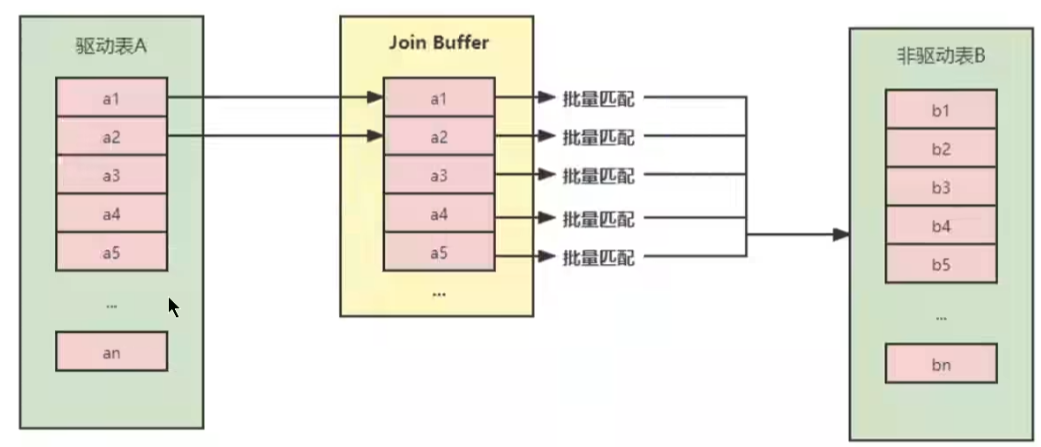 驱动表A
a1
a2
a3
a4
a5
...
an
Join Buffer
a1
a2
a3
a4
a5
...
批量匹配
批量匹配
批量匹配
批量匹配
批量匹配
非驱动表B
b1
b2
b3
b4
b5
...
bn